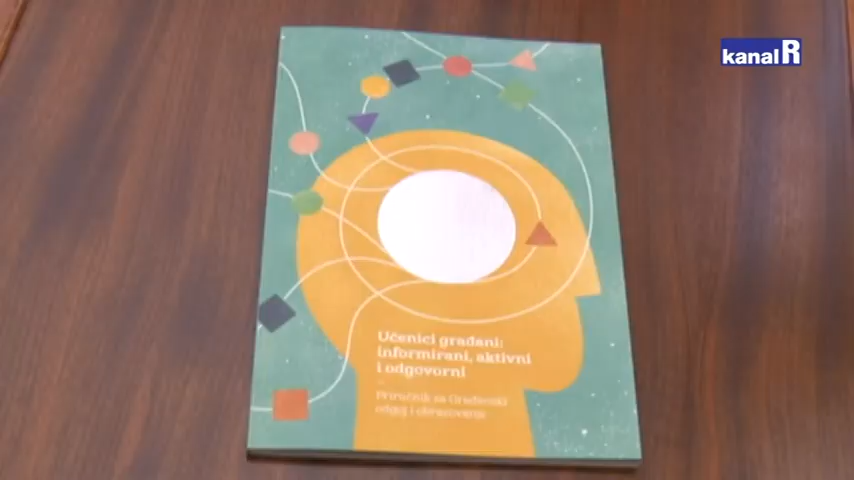 kanal R
Učenici građani:
informirani, aktivni
i odgovorni
Priručnik za Građanski
odgoj i obrazovanje